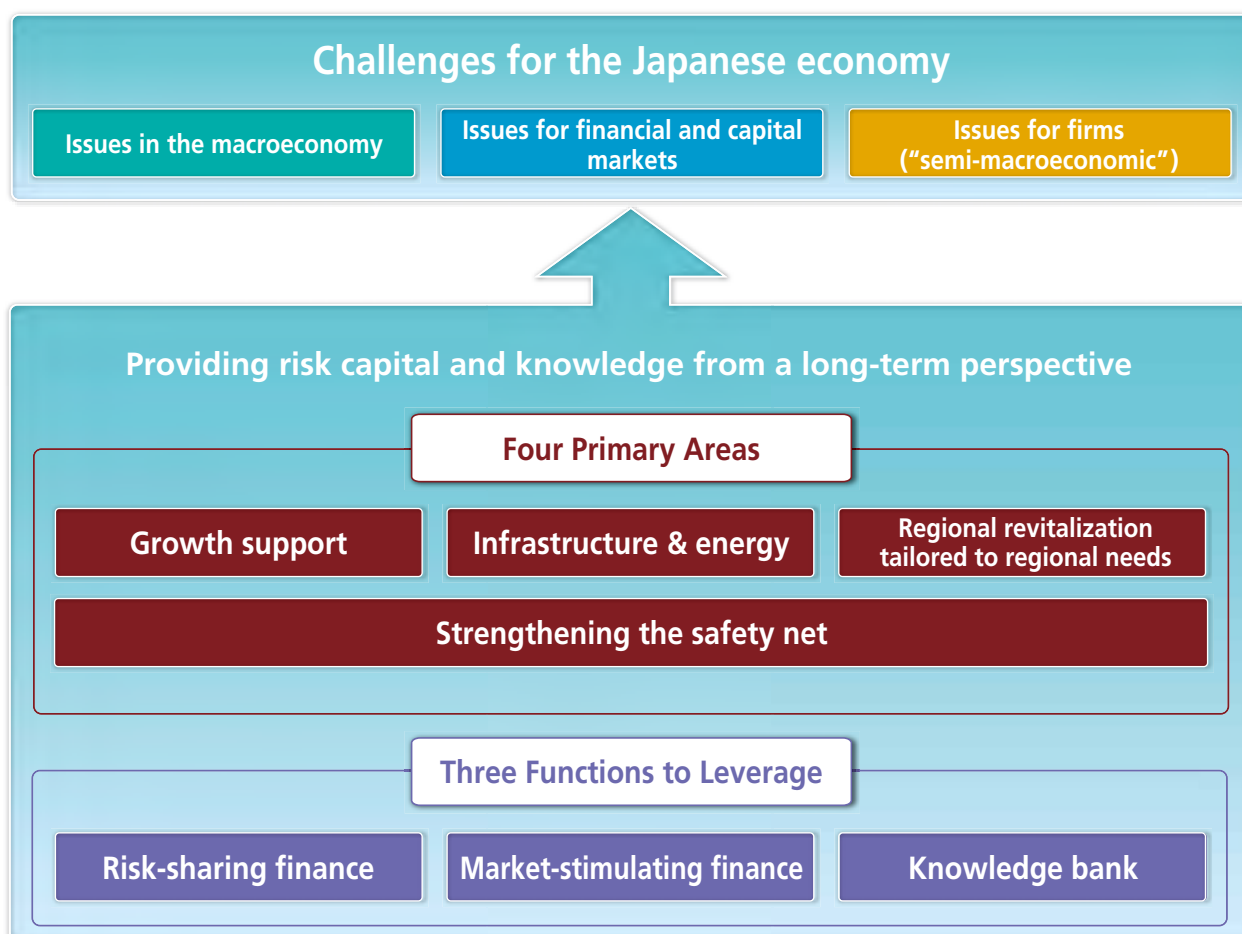 Challenges for the Japanese economy
Issues in the macroeconomy
Issues for financial and capital
markets
Issues for firms
(“semi-macroeconomic”)
Providing risk capital and knowledge from a long-term perspective
Four Primary Areas
Growth support
Infrastructure & energy
Regional revitalization
tailored to regional needs
Strengthening the safety net
Three Functions to Leverage
Risk-sharing finance
Market-stimulating finance
Knowledge bank